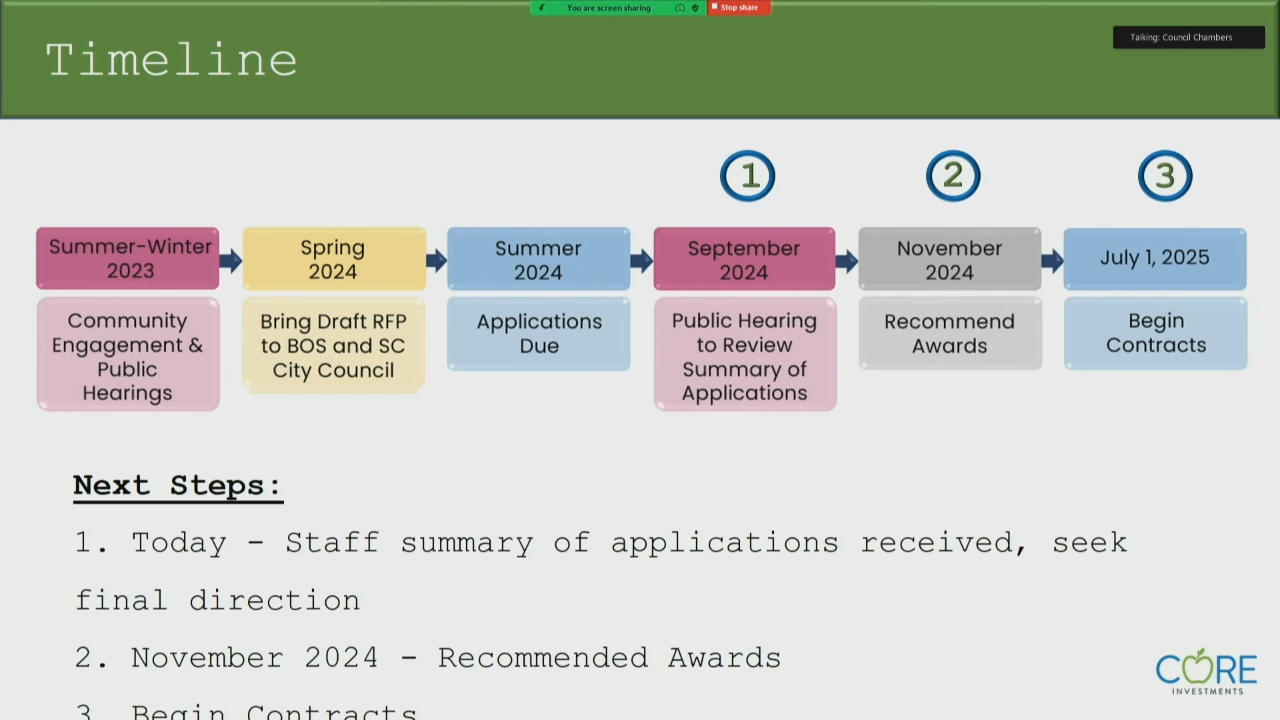 You are screen sharing
Stop share
Timeline
Talking: Council Chambers
1
2
3
Summer-Winter
2023
Spring
2024
Summer
2024
September
2024
November
2024
July 1, 2025
Community
Engagement &
Public
Hearings
Bring Draft RFP
to BOS and SC
City Council
Applications
Due
Public Hearing
to Review
Summary of
Applications
Recommend
Awards
Begin
Contracts
Next Steps:
1. Today - Staff summary of applications received, seek
final direction
2. November 2024 - Recommended Awards
3. Begin Contracts
CORE
INVESTMENTS